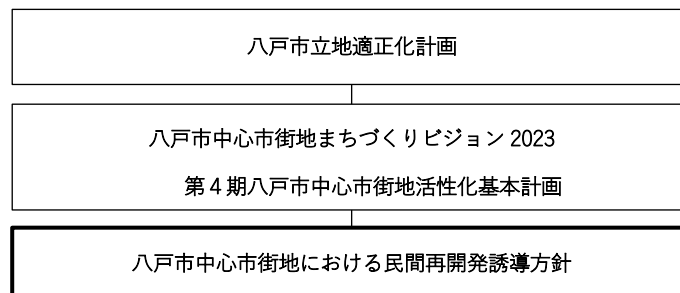 八戸市立地適正化計画
八戸市中心市街地まちづくりビジョン 2023
第４期八戸市中心市街地活性化基本計画
八戸市中心市街地における民間再開発誘導方針